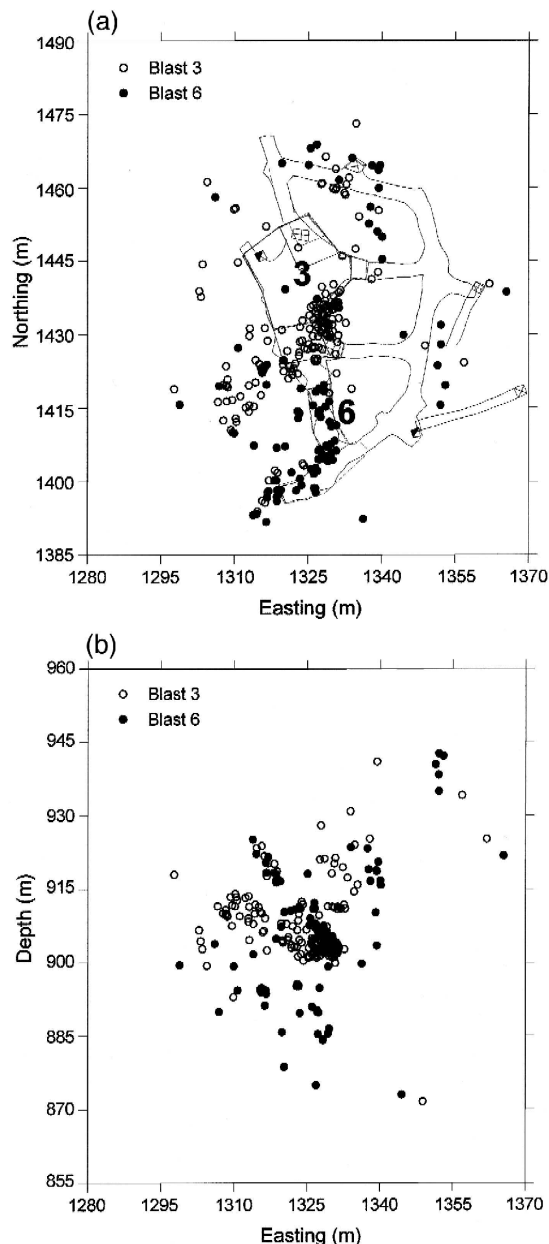 (a)
1490
Blast 3
Blast 6
1475
1460
1445
3
Northing (m)
1430
1415
6
1400
1385
1280 1295 1310 1325 1340 1355 1370
Easting (m)
(b)
960
Blast 3
Blast 6
945
930
915
Depth (m)
900
885
870
855
1280 1295 1310 1325 1340 1355 1370
Easting (m)